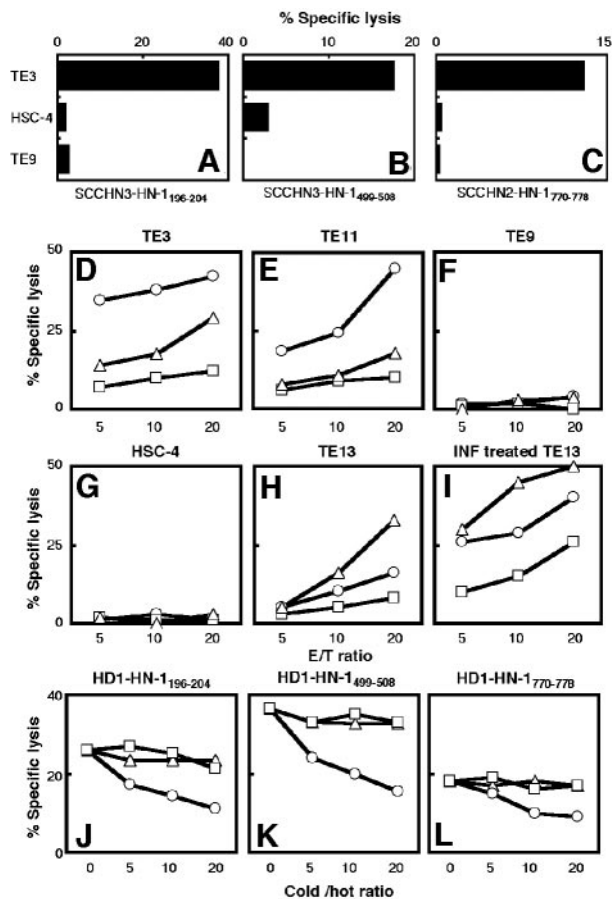 % Specific lysis
0 20 40 0 10 20 0 15
TE3
HSC-4
TE9
A B C
SCCHN3-HN-1196-204 SCCHN3-HN-1499-508 SCCHN2-HN-1770-778
TE3 TE11 TE9
D E F
% Specific lysis
50
25
0
5 10 20 5 10 20 5 10 20
HSC-4 TE13 INF treated TE13
G H I
% Specific lysis
50
25
0
5 10 20 5 10 20 5 10 20
E/T ratio
HD1-HN-1196-204 HD1-HN-1499-508 HD1-HN-1770-778
% Specific lysis
40
20
0
J K L
0 5 10 20 0 5 10 20 0 5 10 20
Cold /hot ratio